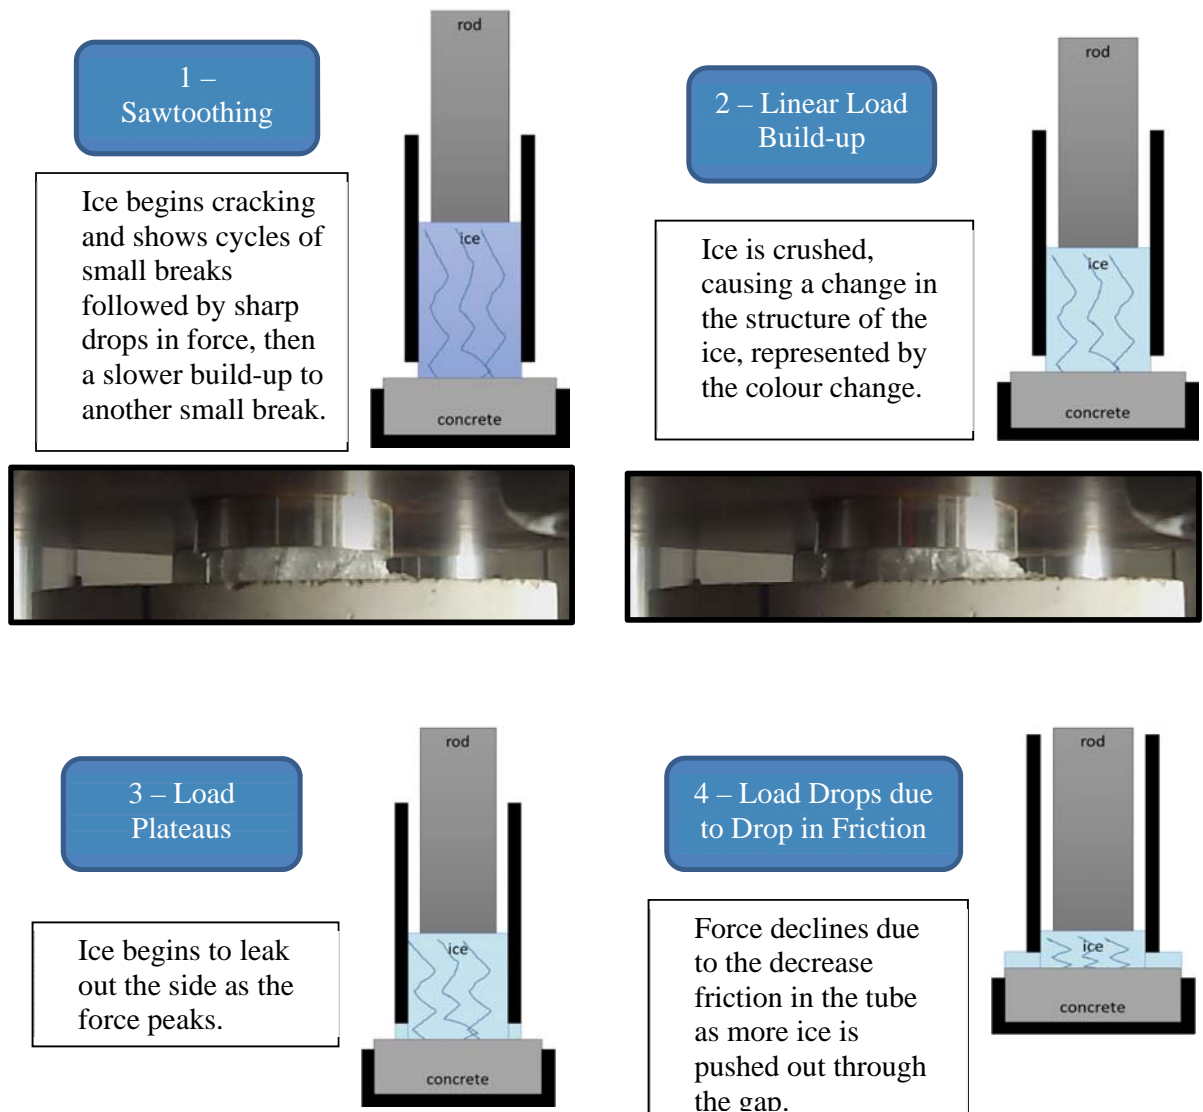 1 –
Sawtoothing
Ice begins cracking
and shows cycles of
small breaks
followed by sharp
drops in force, then
a slower build-up to
another small break.
rod
ice
concrete
2 – Linear Load
Build-up
Ice is crushed,
causing a change in
the structure of the
ice, represented by
the colour change.
rod
ice
concrete
3 – Load
Plateaus
Ice begins to leak
out the side as the
force peaks.
rod
ice
concrete
4 – Load Drops due
to Drop in Friction
Force declines due
to the decrease
friction in the tube
as more ice is
pushed out through
the gap.
rod
ice
concrete